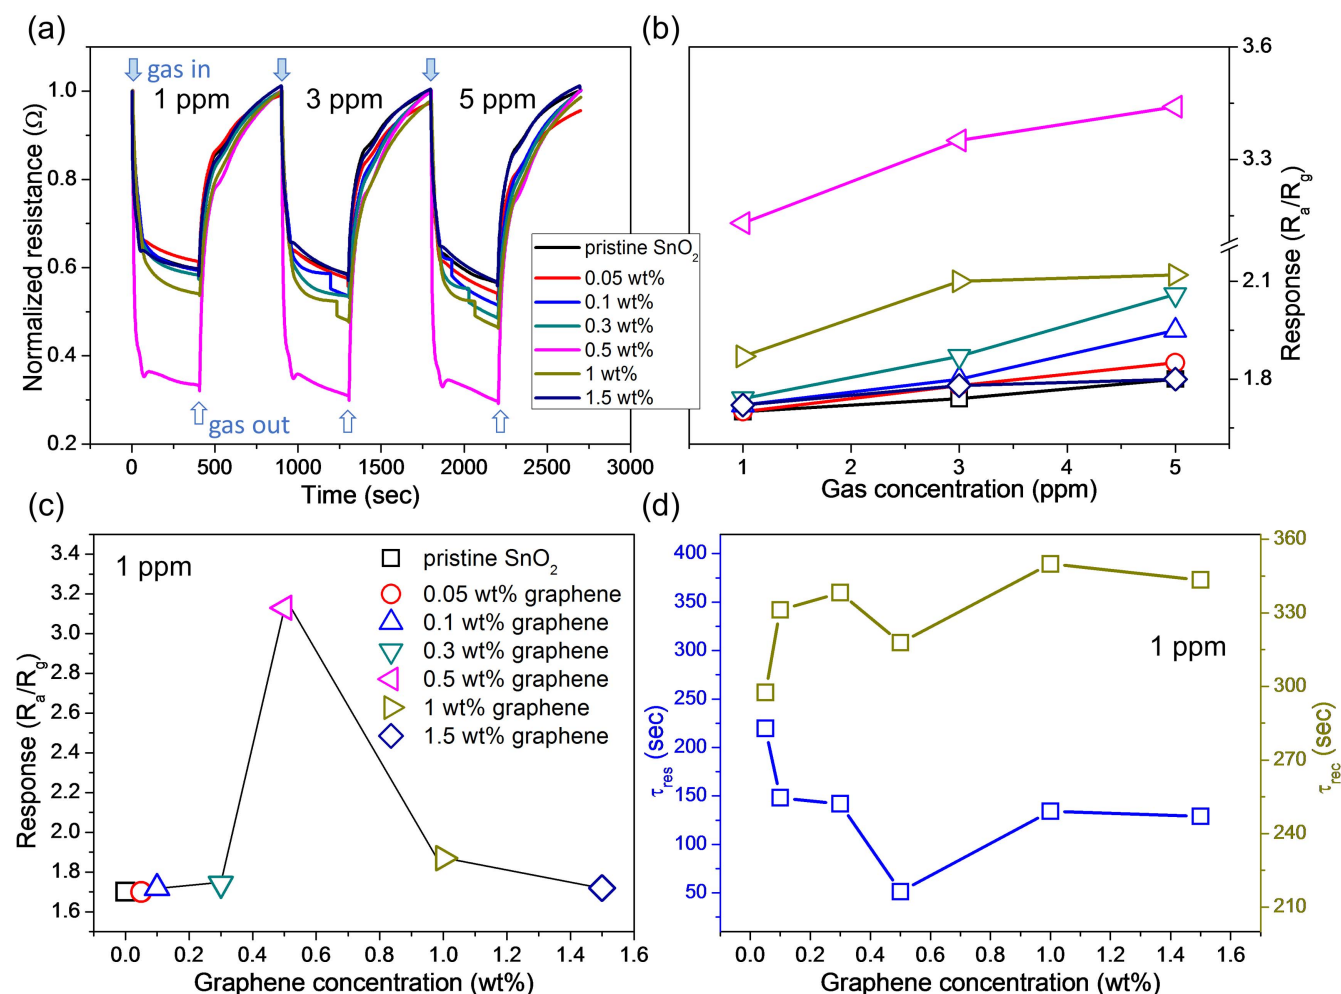 (a)
gas in
1 ppm
3 ppm
5 ppm
Normalized resistance (Ω)
1.0
0.8
0.6
0.4
0.2
gas out
0
500
1000
1500
2000
2500
3000
Time (sec)
pristine SnO₂
0.05 wt%
0.1 wt%
0.3 wt%
0.5 wt%
1 wt%
1.5 wt%
(b)
3.6
3.3
2.1
1.8
Response (Rₐ/R_g)
1
2
3
4
5
Gas concentration (ppm)
(c)
1 ppm
Response (Rₐ/R_g)
3.4
3.2
3.0
2.8
2.6
2.4
2.2
2.0
1.8
1.6
pristine SnO₂
0.05 wt% graphene
0.1 wt% graphene
0.3 wt% graphene
0.5 wt% graphene
1 wt% graphene
1.5 wt% graphene
0.0
0.2
0.4
0.6
0.8
1.0
1.2
1.4
1.6
Graphene concentration (wt%)
(d)
τ_res (sec)
400
350
300
250
200
150
100
50
1 ppm
360
330
300
270
240
210
τ_rec (sec)
0.0
0.2
0.4
0.6
0.8
1.0
1.2
1.4
1.6
Graphene concentration (wt%)